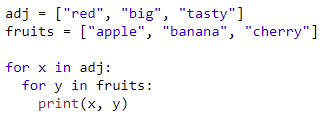 adj = ["red", "big", "tasty"]
fruits = ["apple", "banana", "cherry"]

for x in adj:
  for y in fruits:
    print(x, y)